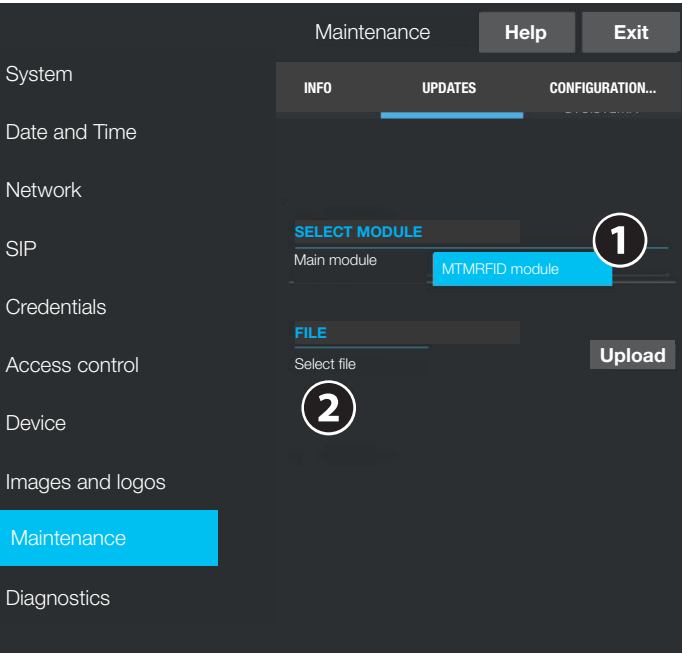 Maintenance
Help
Exit
System
Date and Time
Network
SIP
Credentials
Access control
Device
Images and logos
Maintenance
Diagnostics
INFO
UPDATES
CONFIGURATION...
SELECT MODULE
1
Main module
MTMRFID module
FILE
Select file
Upload
2